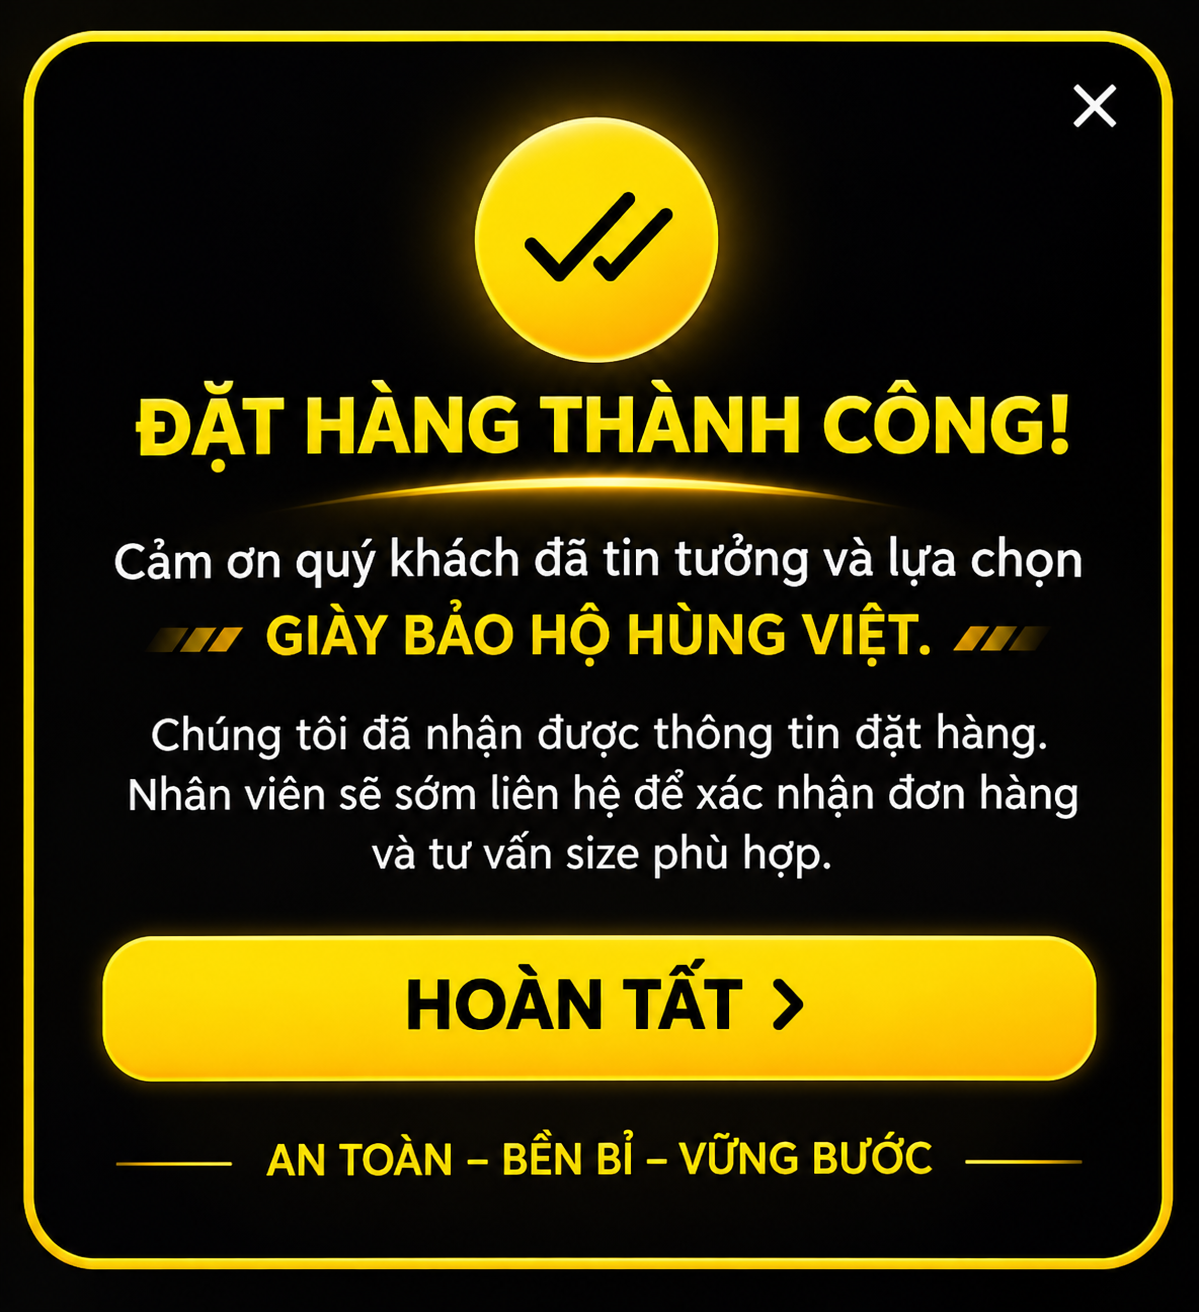 ĐẶT HÀNG THÀNH CÔNG!
Cảm ơn quý khách đã tin tưởng và lựa chọn
GIÀY BẢO HỘ HÙNG VIỆT.
Chúng tôi đã nhận được thông tin đặt hàng.
Nhân viên sẽ sớm liên hệ để xác nhận đơn hàng
và tư vấn size phù hợp.
HOÀN TẤT
AN TOÀN – BỀN BỈ – VỮNG BƯỚC